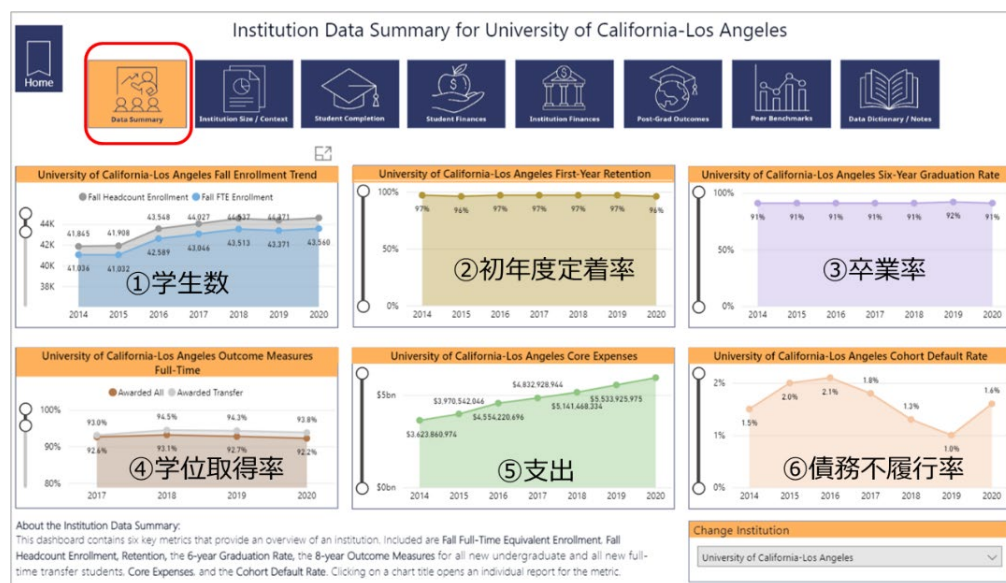 Institution Data Summary for University of California-Los Angeles
Home
Data Summary
Institution Size / Context
Student Completion
Student Finances
Institution Finances
Post-Grad Outcomes
Peer Benchmarks
Data Dictionary / Notes
University of California-Los Angeles Fall Enrollment Trend
Fall Headcount Enrollment Fall FTE Enrollment
44K
42K
40K
38K
41,845 41,908 43,548 44,027 44,537 44,371
41,036 41,032 42,589 43,046 43,513 43,371 43,560
①学生数
2014 2015 2016 2017 2018 2019 2020
University of California-Los Angeles First-Year Retention
100%
50%
0%
97% 96% 97% 97% 97% 97% 96%
②初年度定着率
2014 2015 2016 2017 2018 2019 2020
University of California-Los Angeles Six-Year Graduation Rate
100%
50%
0%
91% 91% 91% 91% 91% 92% 91%
③卒業率
2014 2015 2016 2017 2018 2019 2020
University of California-Los Angeles Outcome Measures
Full-Time
Awarded All Awarded Transfer
100%
90%
80%
93.0% 94.5% 94.3% 93.8%
92.6% 93.1% 92.7% 92.2%
④学位取得率
2017 2018 2019 2020
University of California-Los Angeles Core Expenses
$5bn
$0bn
$3,623,860,974
$3,970,542,046
$4,554,220,696
$4,832,928,944
$5,141,468,334
$5,533,925,975
⑤支出
2014 2015 2016 2017 2018 2019 2020
University of California-Los Angeles Cohort Default Rate
2%
1%
0%
1.5% 2.0% 2.1% 1.8% 1.3% 1.0% 1.6%
⑥債務不履行率
2014 2015 2016 2017 2018 2019 2020
About the Institution Data Summary:
This dashboard contains six key metrics that provide an overview of an institution. Included are Fall Full-Time Equivalent Enrollment, Fall
Headcount Enrollment, Retention, the 6-year Graduation Rate, the 8-year Outcome Measures for all new undergraduate and all new full-
time transfer students, Core Expenses, and the Cohort Default Rate. Clicking on a chart title opens an individual report for the metric.
Change Institution
University of California-Los Angeles